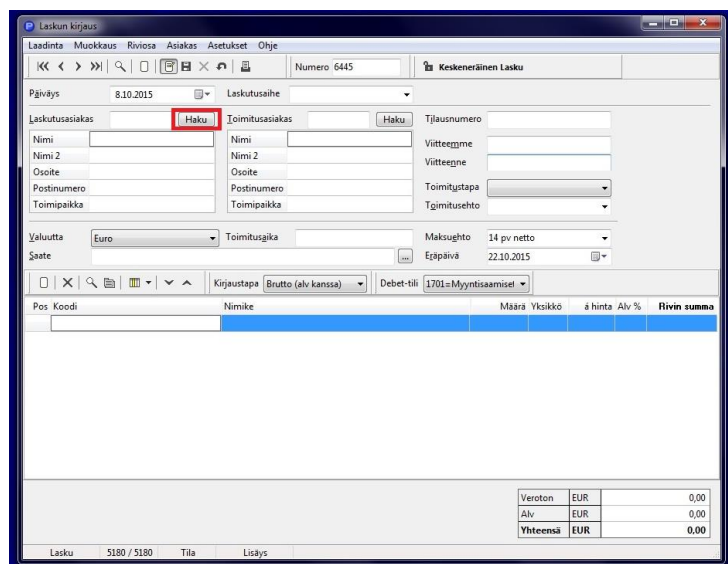 Laskun kirjaus
Laadinta Muokkaus Riviosa Asiakas Asetukset Ohje
Numero 6445 Keskeneräinen Lasku
Päiväys 8.10.2015 Laskutusaihe
Laskutusasiakas Haku Toimitusasiakas Haku Tilausnumero
Nimi Nimi Viitteemme
Nimi 2 Nimi 2 Viitteenne
Osoite Osoite
Postinumero Postinumero Toimitustapa
Toimipaikka Toimipaikka Toimitusehto
Valuutta Euro Toimitusaika Maksuehto 14 pv netto
Saate ... Eräpäivä 22.10.2015
Kirjaustapa Brutto (alv kanssa) Debet-tili 1701=Myyntisaamiset
Pos Koodi Nimike Määrä Yksikkö á hinta Alv % Rivin summa
Veroton EUR 0,00
Alv EUR 0,00
Yhteensä EUR 0,00
Lasku 5180 / 5180 Tila Lisäys